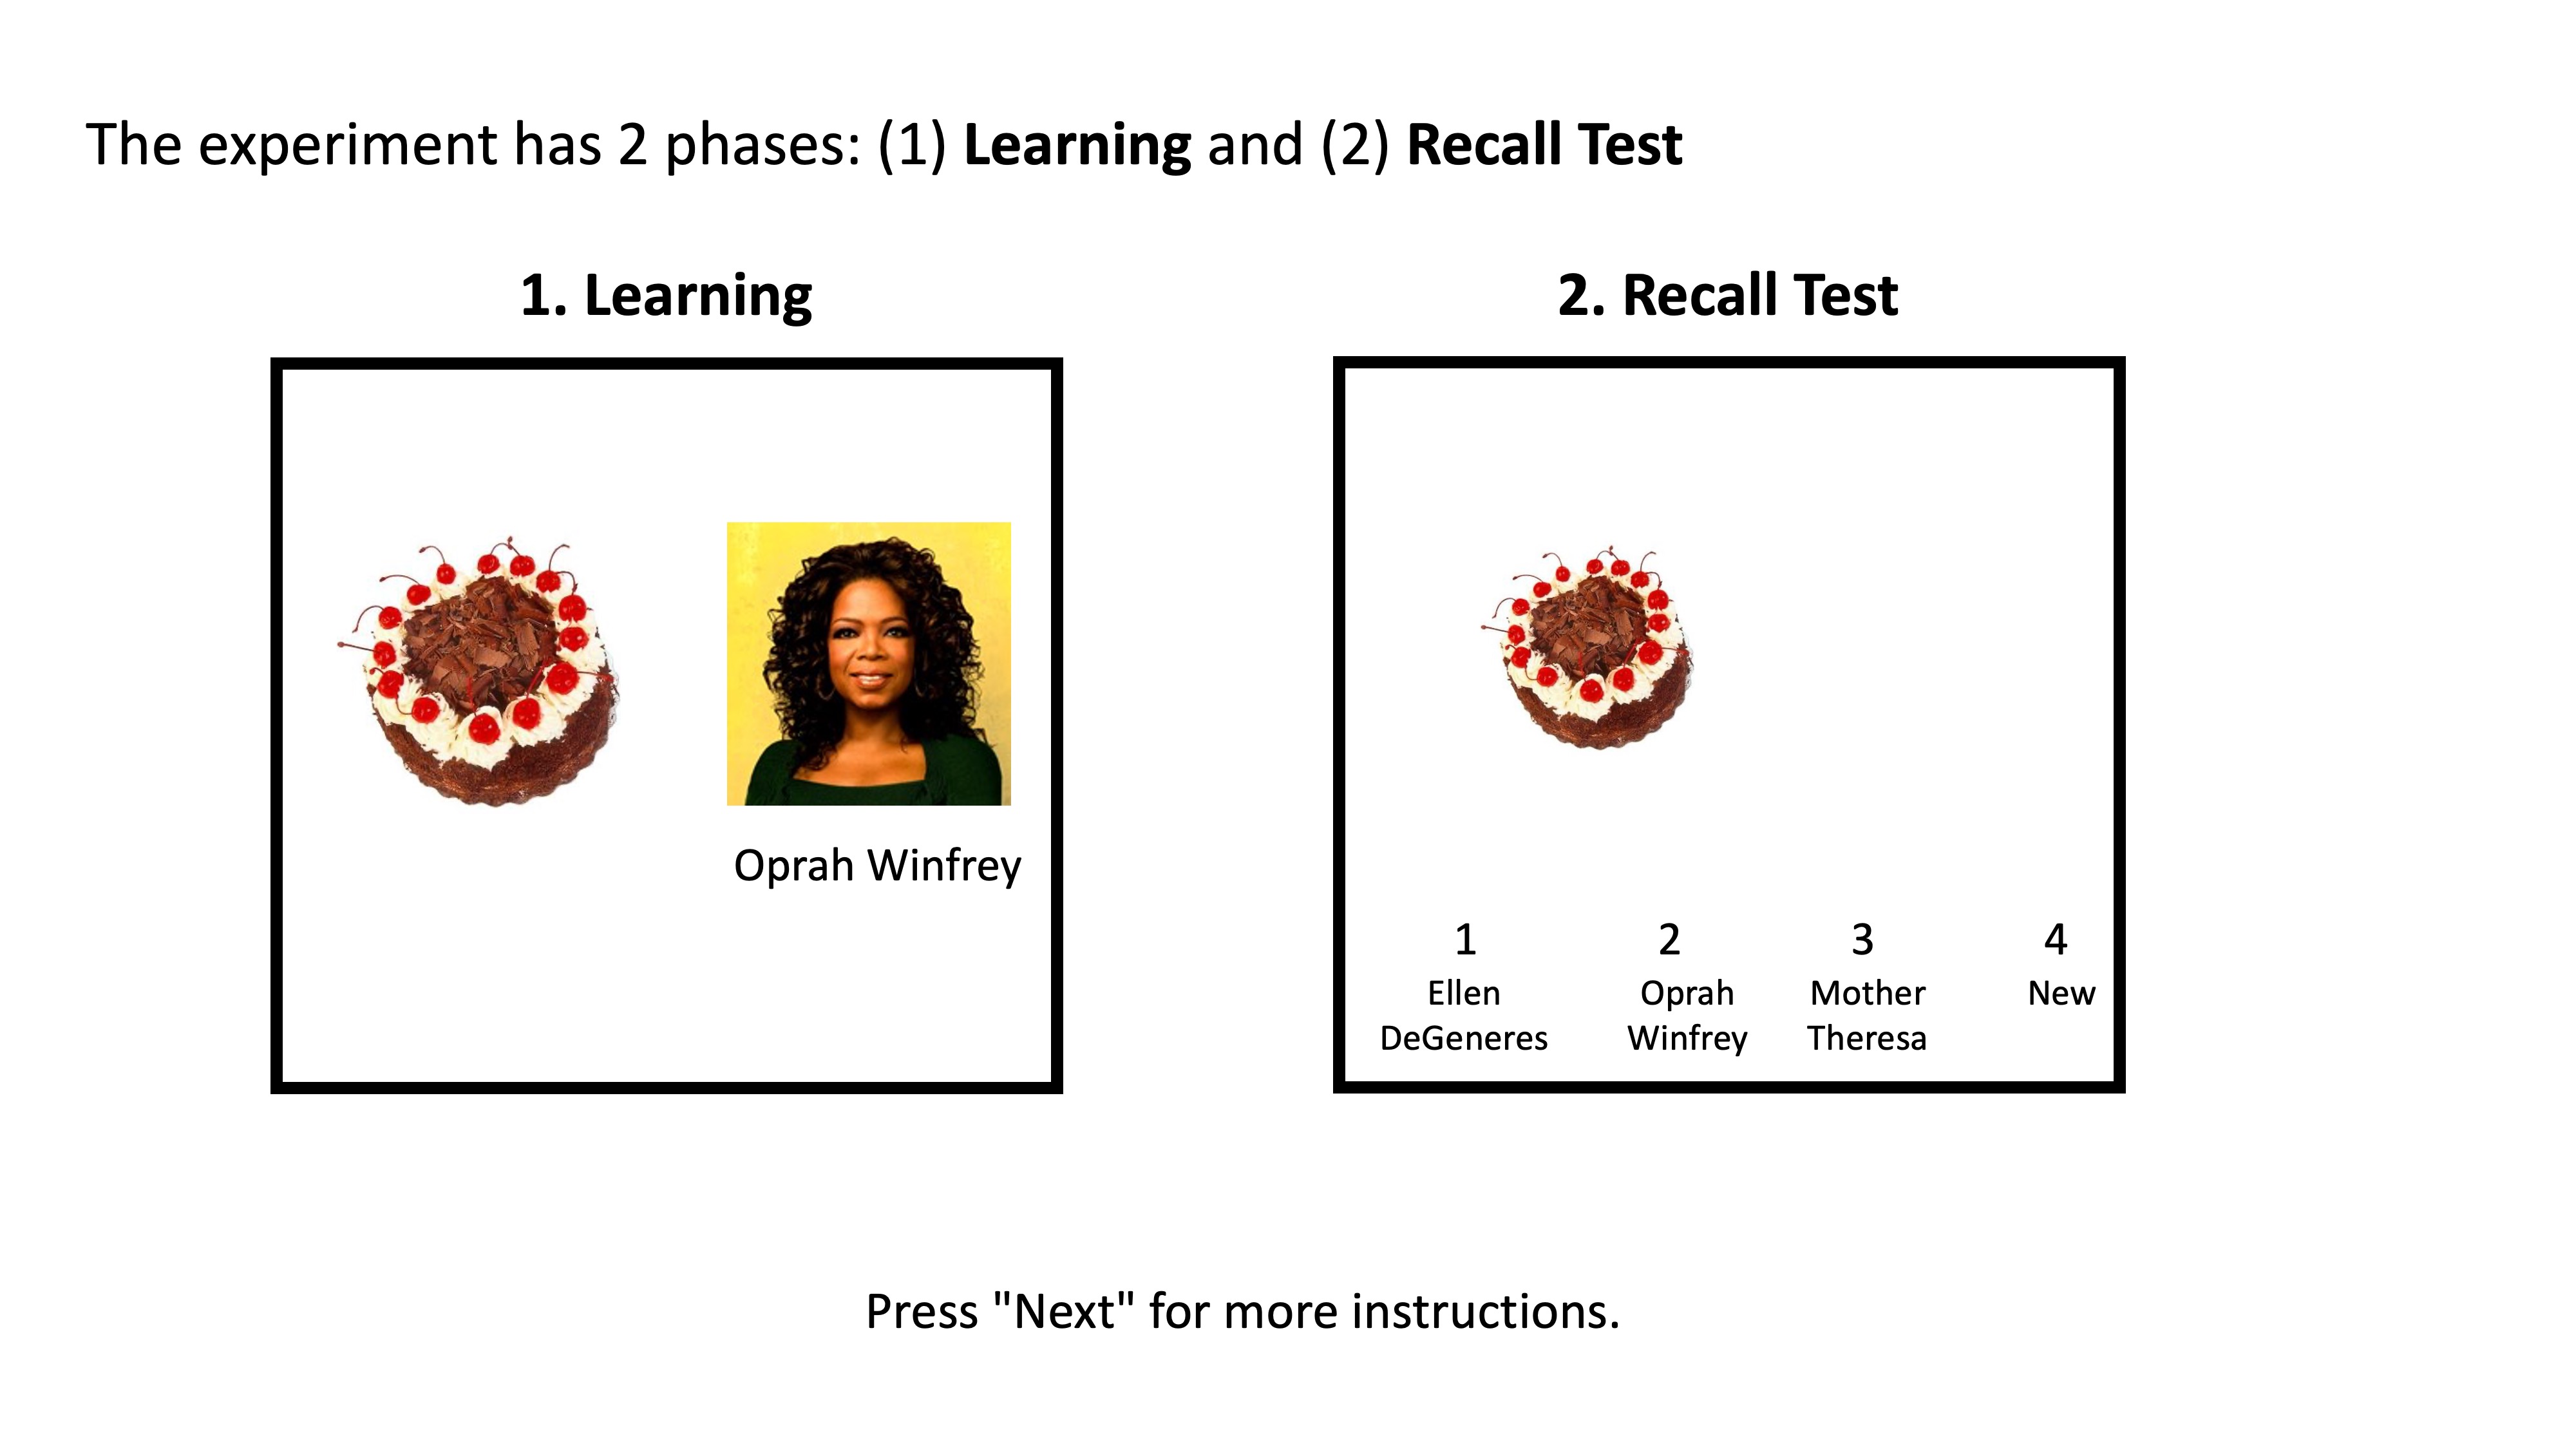 The experiment has 2 phases: (1) Learning and (2) Recall Test
1. Learning
Oprah Winfrey
2. Recall Test
1 2 3 4
Ellen Oprah Mother New
DeGeneres Winfrey Theresa
Press "Next" for more instructions.